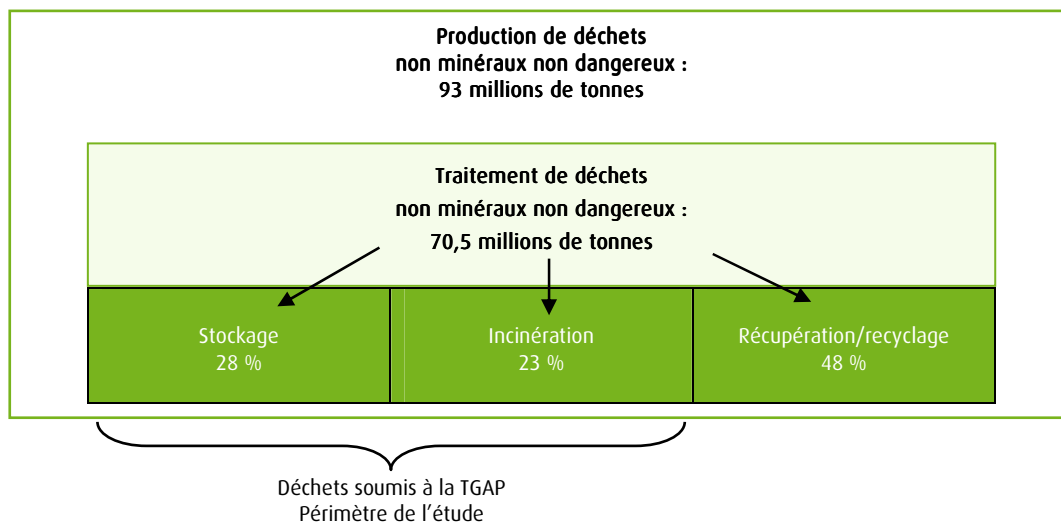 Production de déchets
non minéraux non dangereux :
93 millions de tonnes
Traitement de déchets
non minéraux non dangereux :
70,5 millions de tonnes
Stockage
28 %
Incinération
23 %
Récupération/recyclage
48 %
Déchets soumis à la TGAP
Périmètre de l'étude